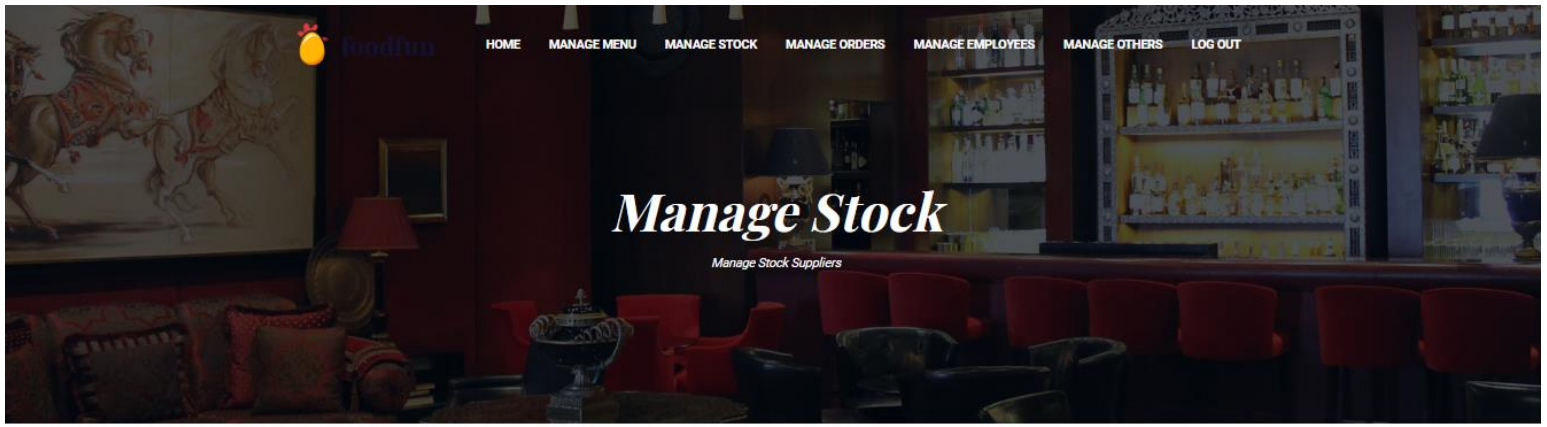 foodfun
HOME MANAGE MENU MANAGE STOCK MANAGE ORDERS MANAGE EMPLOYEES MANAGE OTHERS LOG OUT
Manage Stock
Manage Stock Suppliers